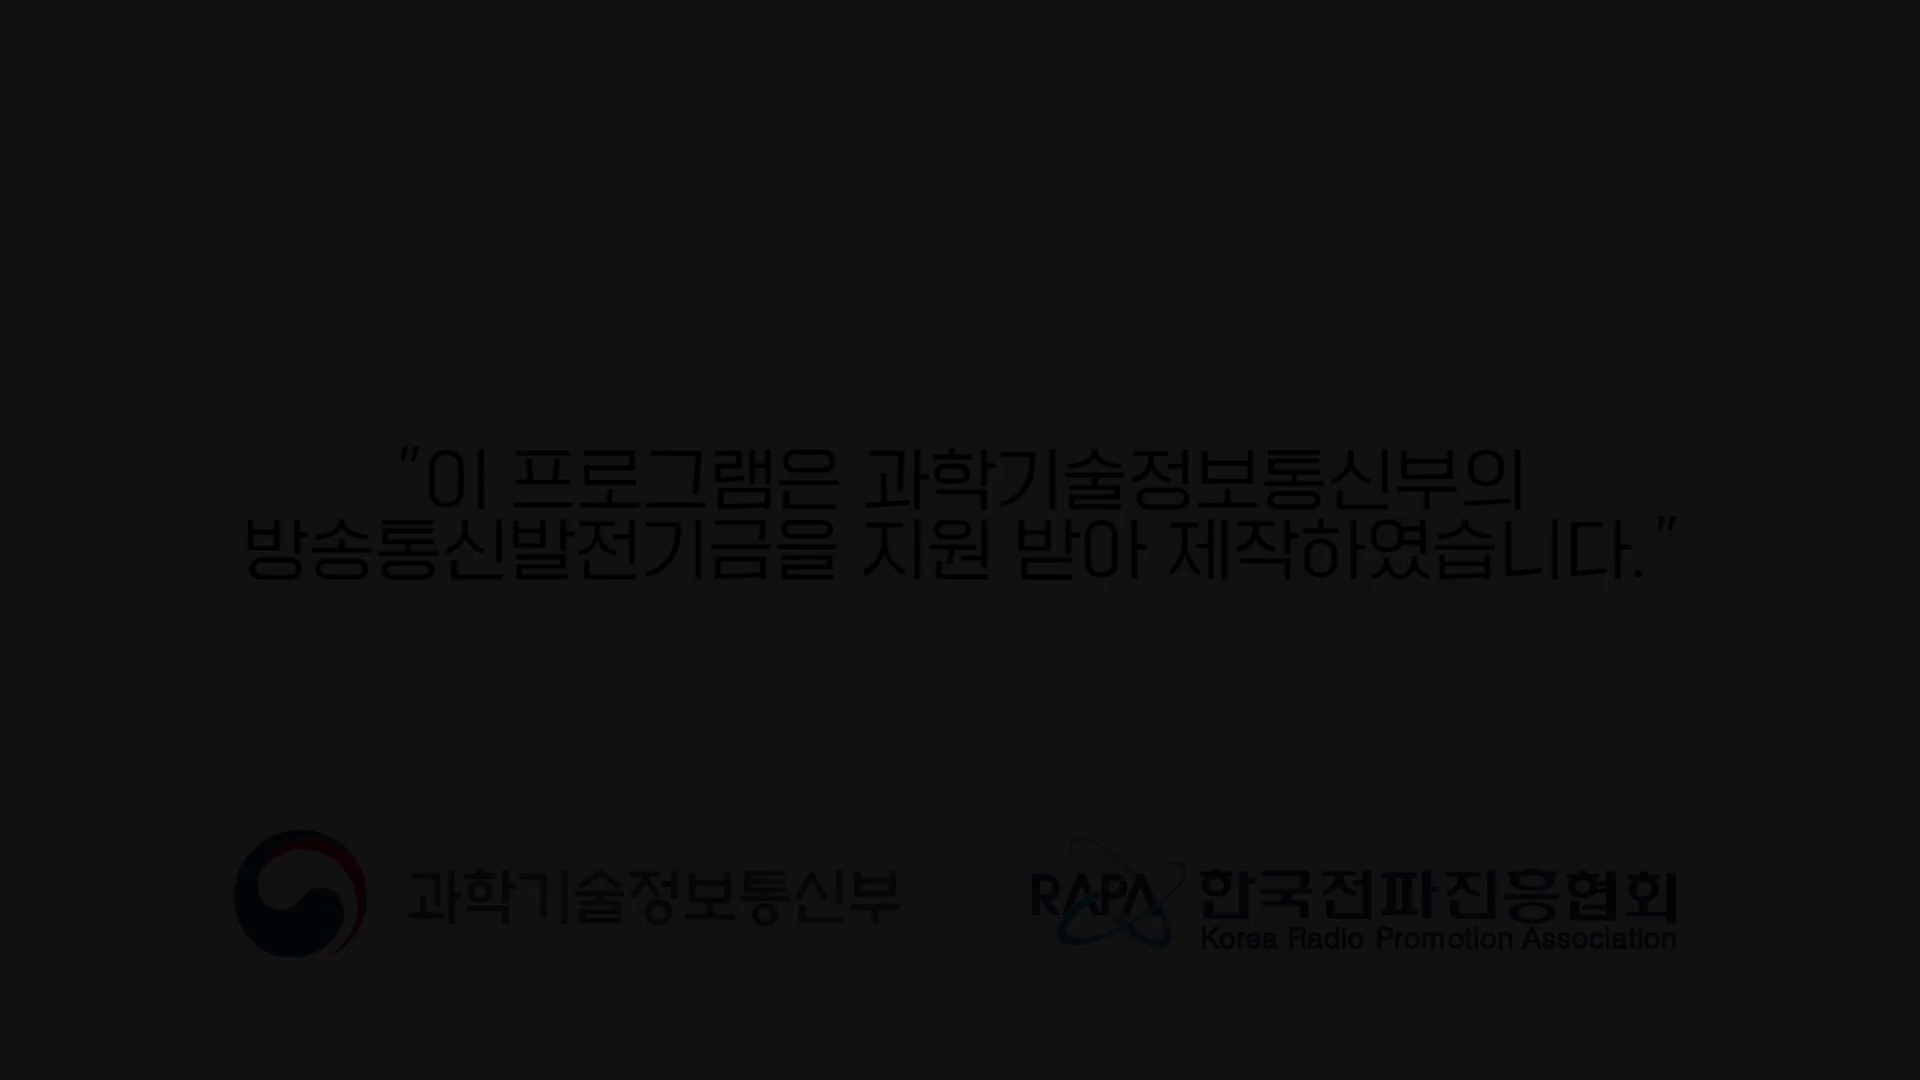 "이 프로그램은 과학기술정보통신부의
방송통신발전기금을 지원 받아 제작하였습니다."
과학기술정보통신부
RAPA 한국전파진흥협회
Korea Radio Promotion Association